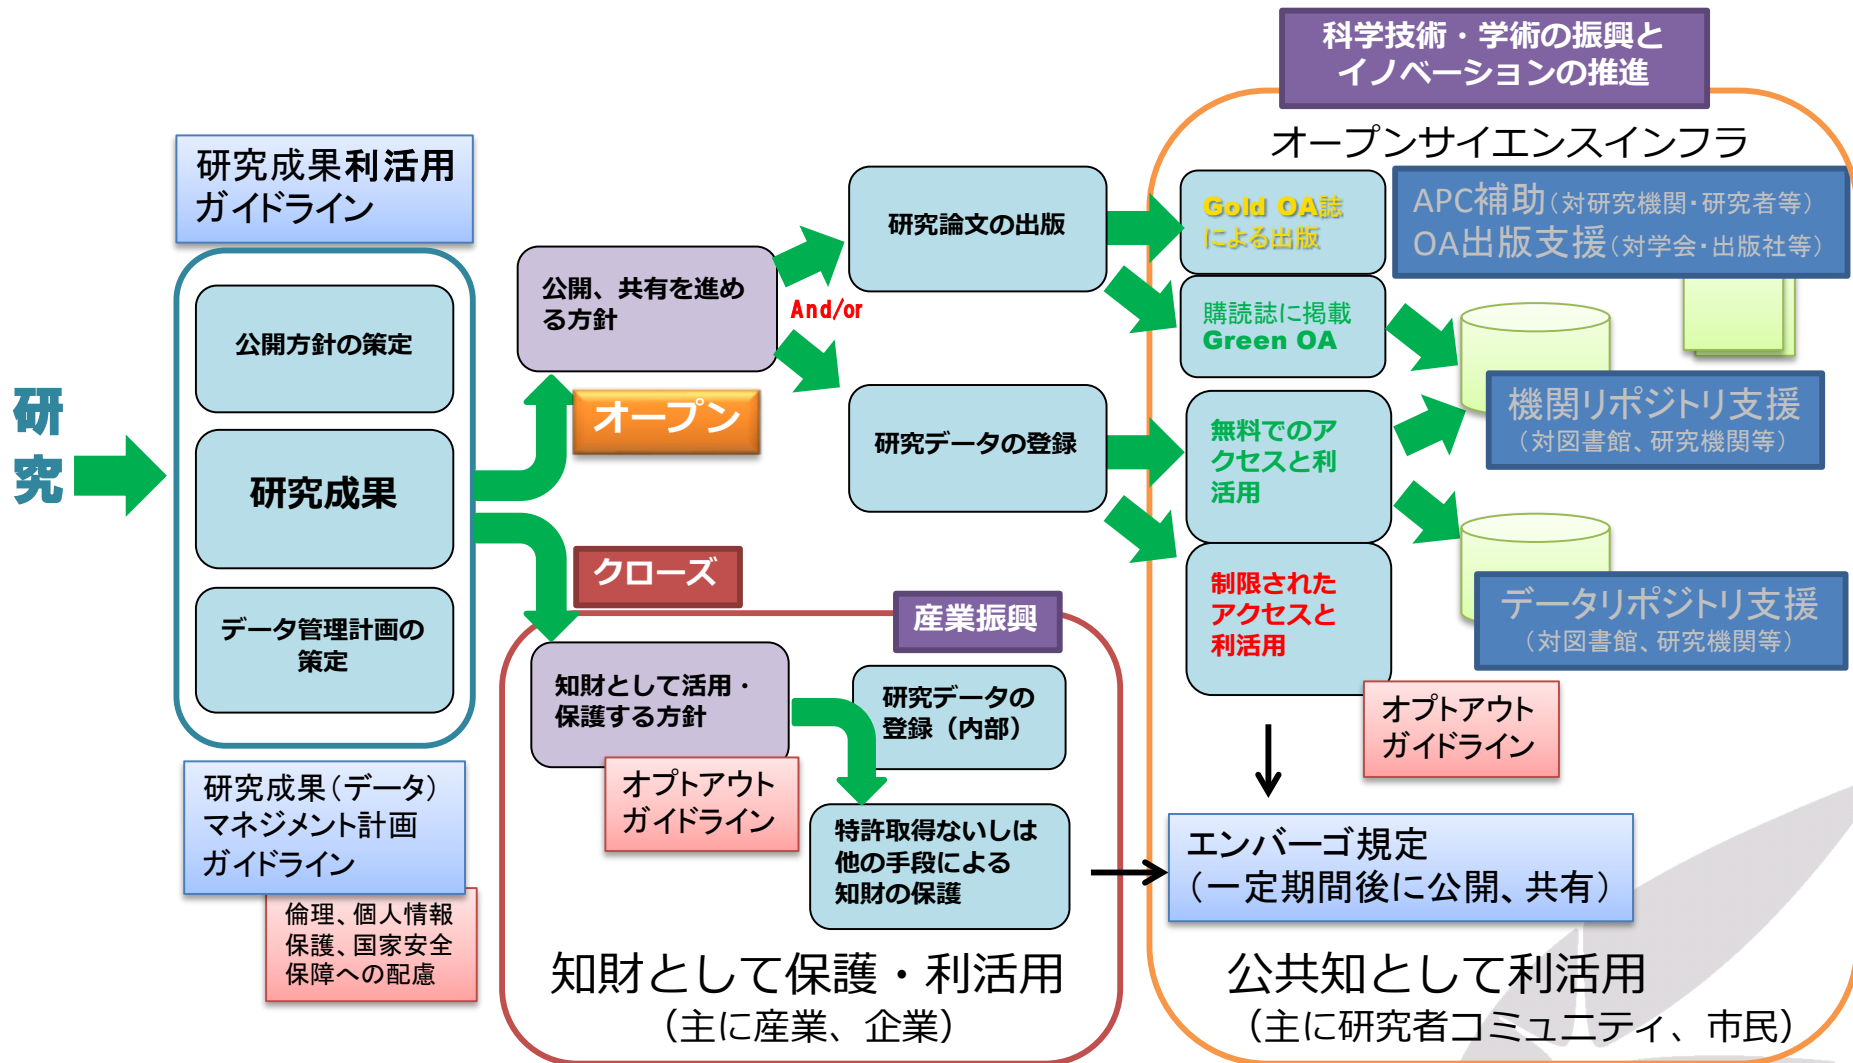 科学技術・学術の振興と
イノベーションの推進
オープンサイエンスインフラ
研究成果利活用
ガイドライン
研究
公開方針の策定
研究成果
データ管理計画の
策定
研究成果(データ)
マネジメント計画
ガイドライン
倫理、個人情報
保護、国家安全
保障への配慮
公開、共有を進め
る方針
オープン
And/or
研究論文の出版
研究データの登録
Gold OA誌
による出版
購読誌に掲載
Green OA
無料でのア
クセスと利
活用
制限された
アクセスと
利活用
APC補助(対研究機関・研究者等)
OA出版支援(対学会・出版社等)
機関リポジトリ支援
(対図書館、研究機関等)
データリポジトリ支援
(対図書館、研究機関等)
オプトアウト
ガイドライン
クローズ
産業振興
知財として活用・
保護する方針
オプトアウト
ガイドライン
研究データの
登録(内部)
特許取得ないしは
他の手段による
知財の保護
エンバーゴ規定
(一定期間後に公開、共有)
知財として保護・利活用
(主に産業、企業)
公共知として利活用
(主に研究者コミュニティ、市民)